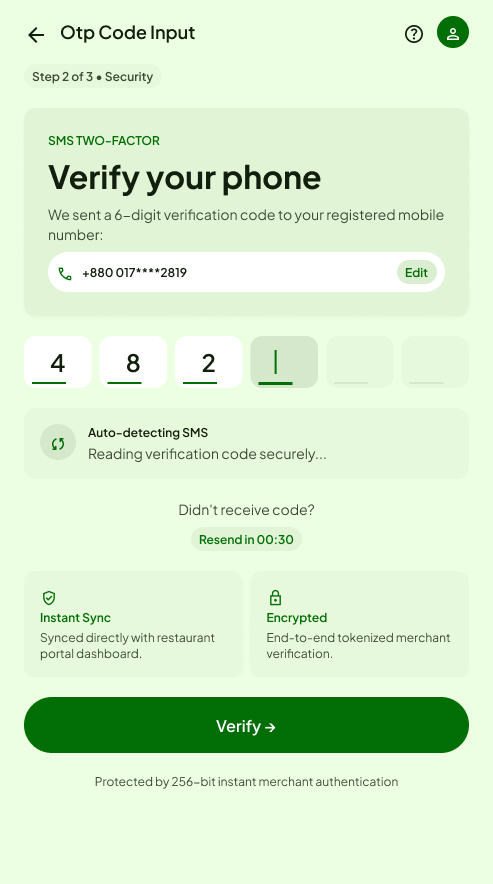 Otp Code Input
Step 2 of 3 • Security
SMS TWO-FACTOR
Verify your phone
We sent a 6-digit verification code to your registered mobile
number:
+880 017****2819
Edit
4 8 2
Auto-detecting SMS
Reading verification code securely...
Didn't receive code?
Resend in 00:30
Instant Sync
Synced directly with restaurant
portal dashboard.
Encrypted
End-to-end tokenized merchant
verification.
Verify →
Protected by 256-bit instant merchant authentication